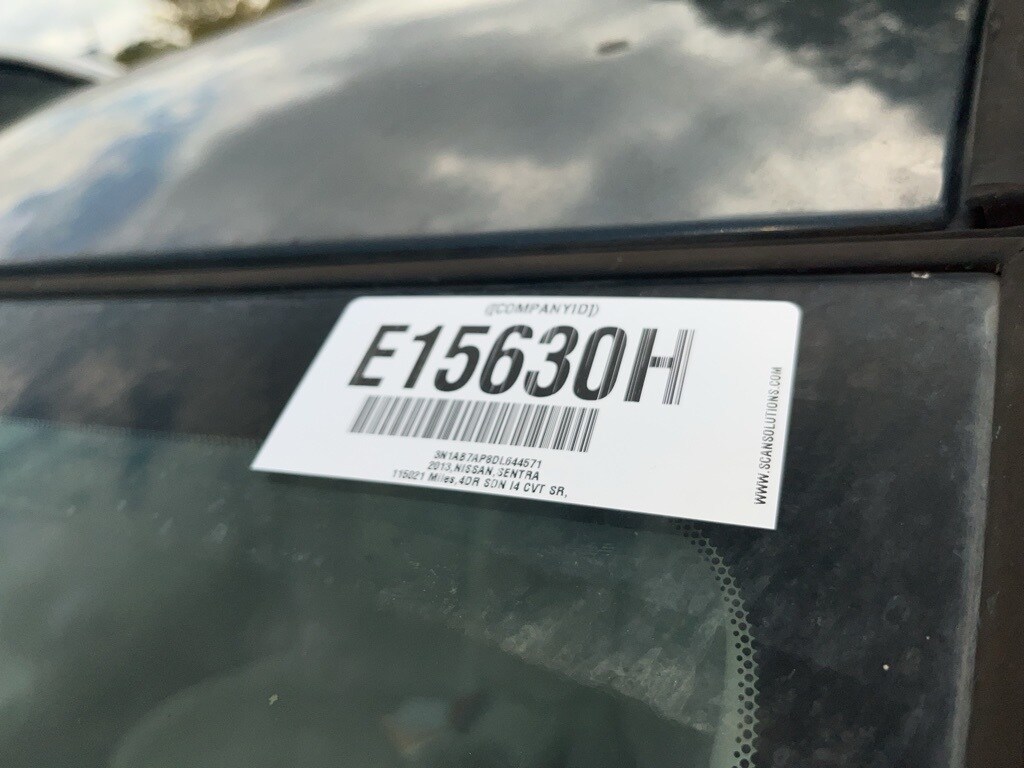 ([COMPANYID])
E15630H
3N1AB7AP8DL644571
2013,NISSAN,SENTRA
115021 Miles,4DR SDN I4 CVT SR,
WWW.SCANSOLUTIONS.COM